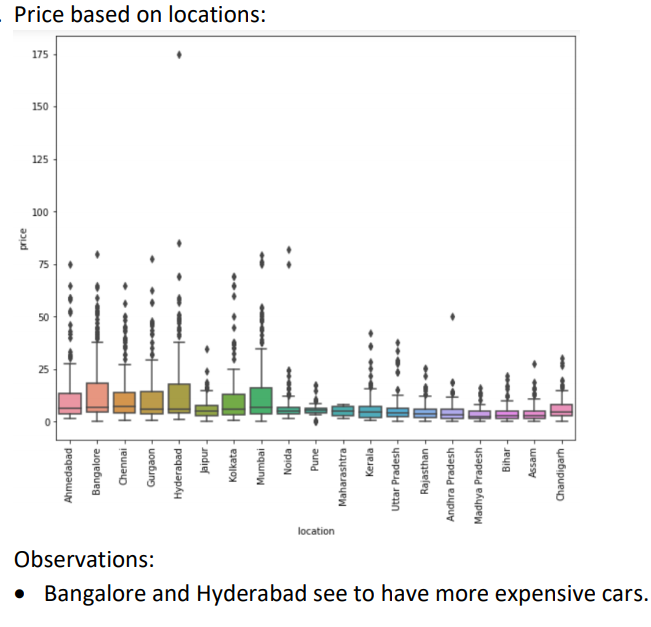 Price based on locations:
175
150
125
100
75
50
25
0
price
Ahmedabad
Bangalore
Chennai
Gurgaon
Hyderabad
Jaipur
Kolkata
Mumbai
Noida
Pune
Maharashtra
Kerala
Uttar Pradesh
Rajasthan
Andhra Pradesh
Madhya Pradesh
Bihar
Assam
Chandigarh
location
Observations:
• Bangalore and Hyderabad see to have more expensive cars.